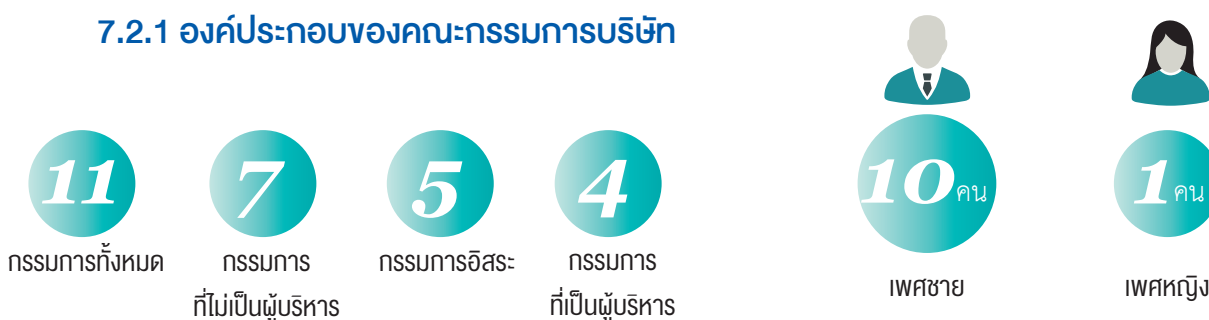 7.2.1 องค์ประกอบของคณะกรรมการบริษัท
11
กรรมการทั้งหมด
7
กรรมการ
ที่ไม่เป็นผู้บริหาร
5
กรรมการอิสระ
4
กรรมการ
ที่เป็นผู้บริหาร
10 คน
เพศชาย
1 คน
เพศหญิง